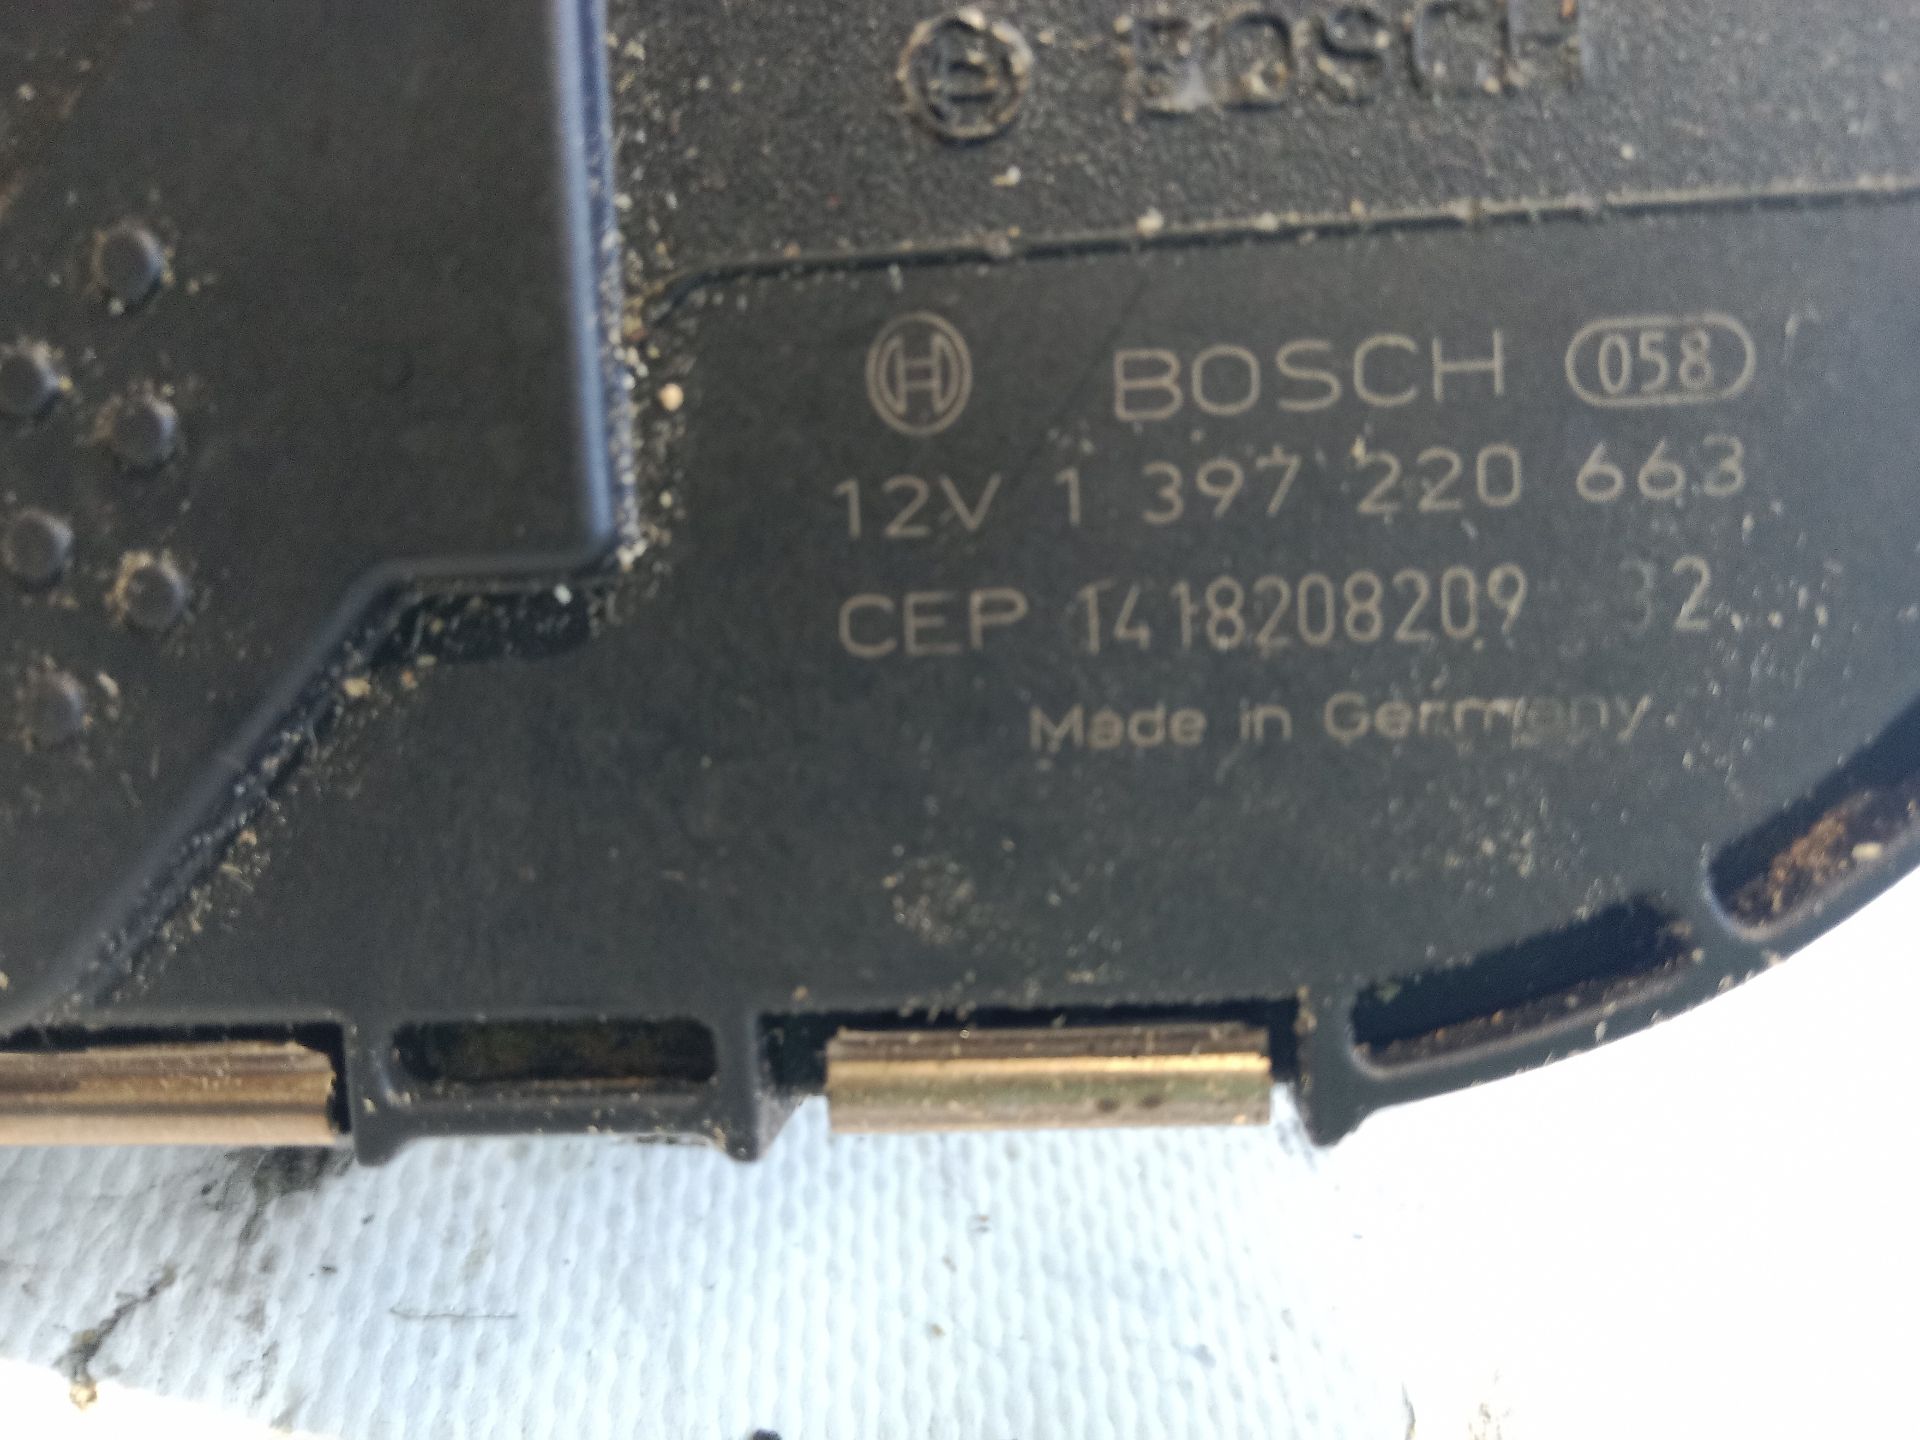 BOSCH
BOSCH 058
12V 1 397 220 663
CEP 1418208209 32
Made in Germany